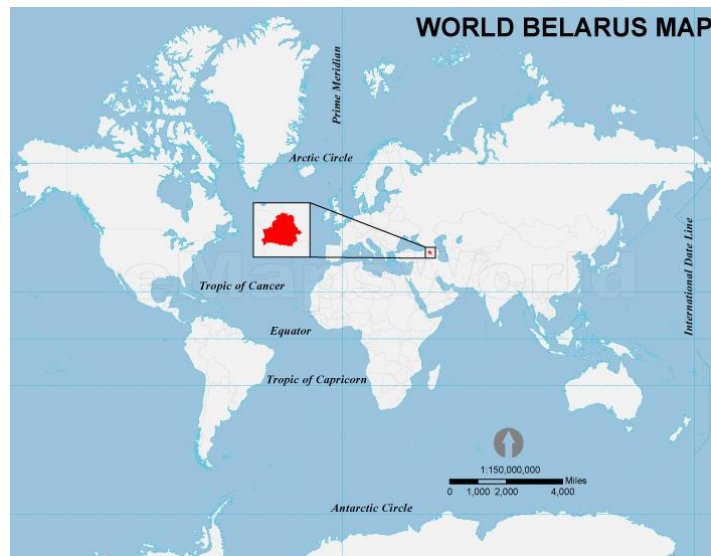 WORLD BELARUS MAP
Prime Meridian
Arctic Circle
eMapsWorld
Tropic of Cancer
International Date Line
Equator
Tropic of Capricorn
1:150,000,000
Miles
0 1,000 2,000 4,000
Antarctic Circle